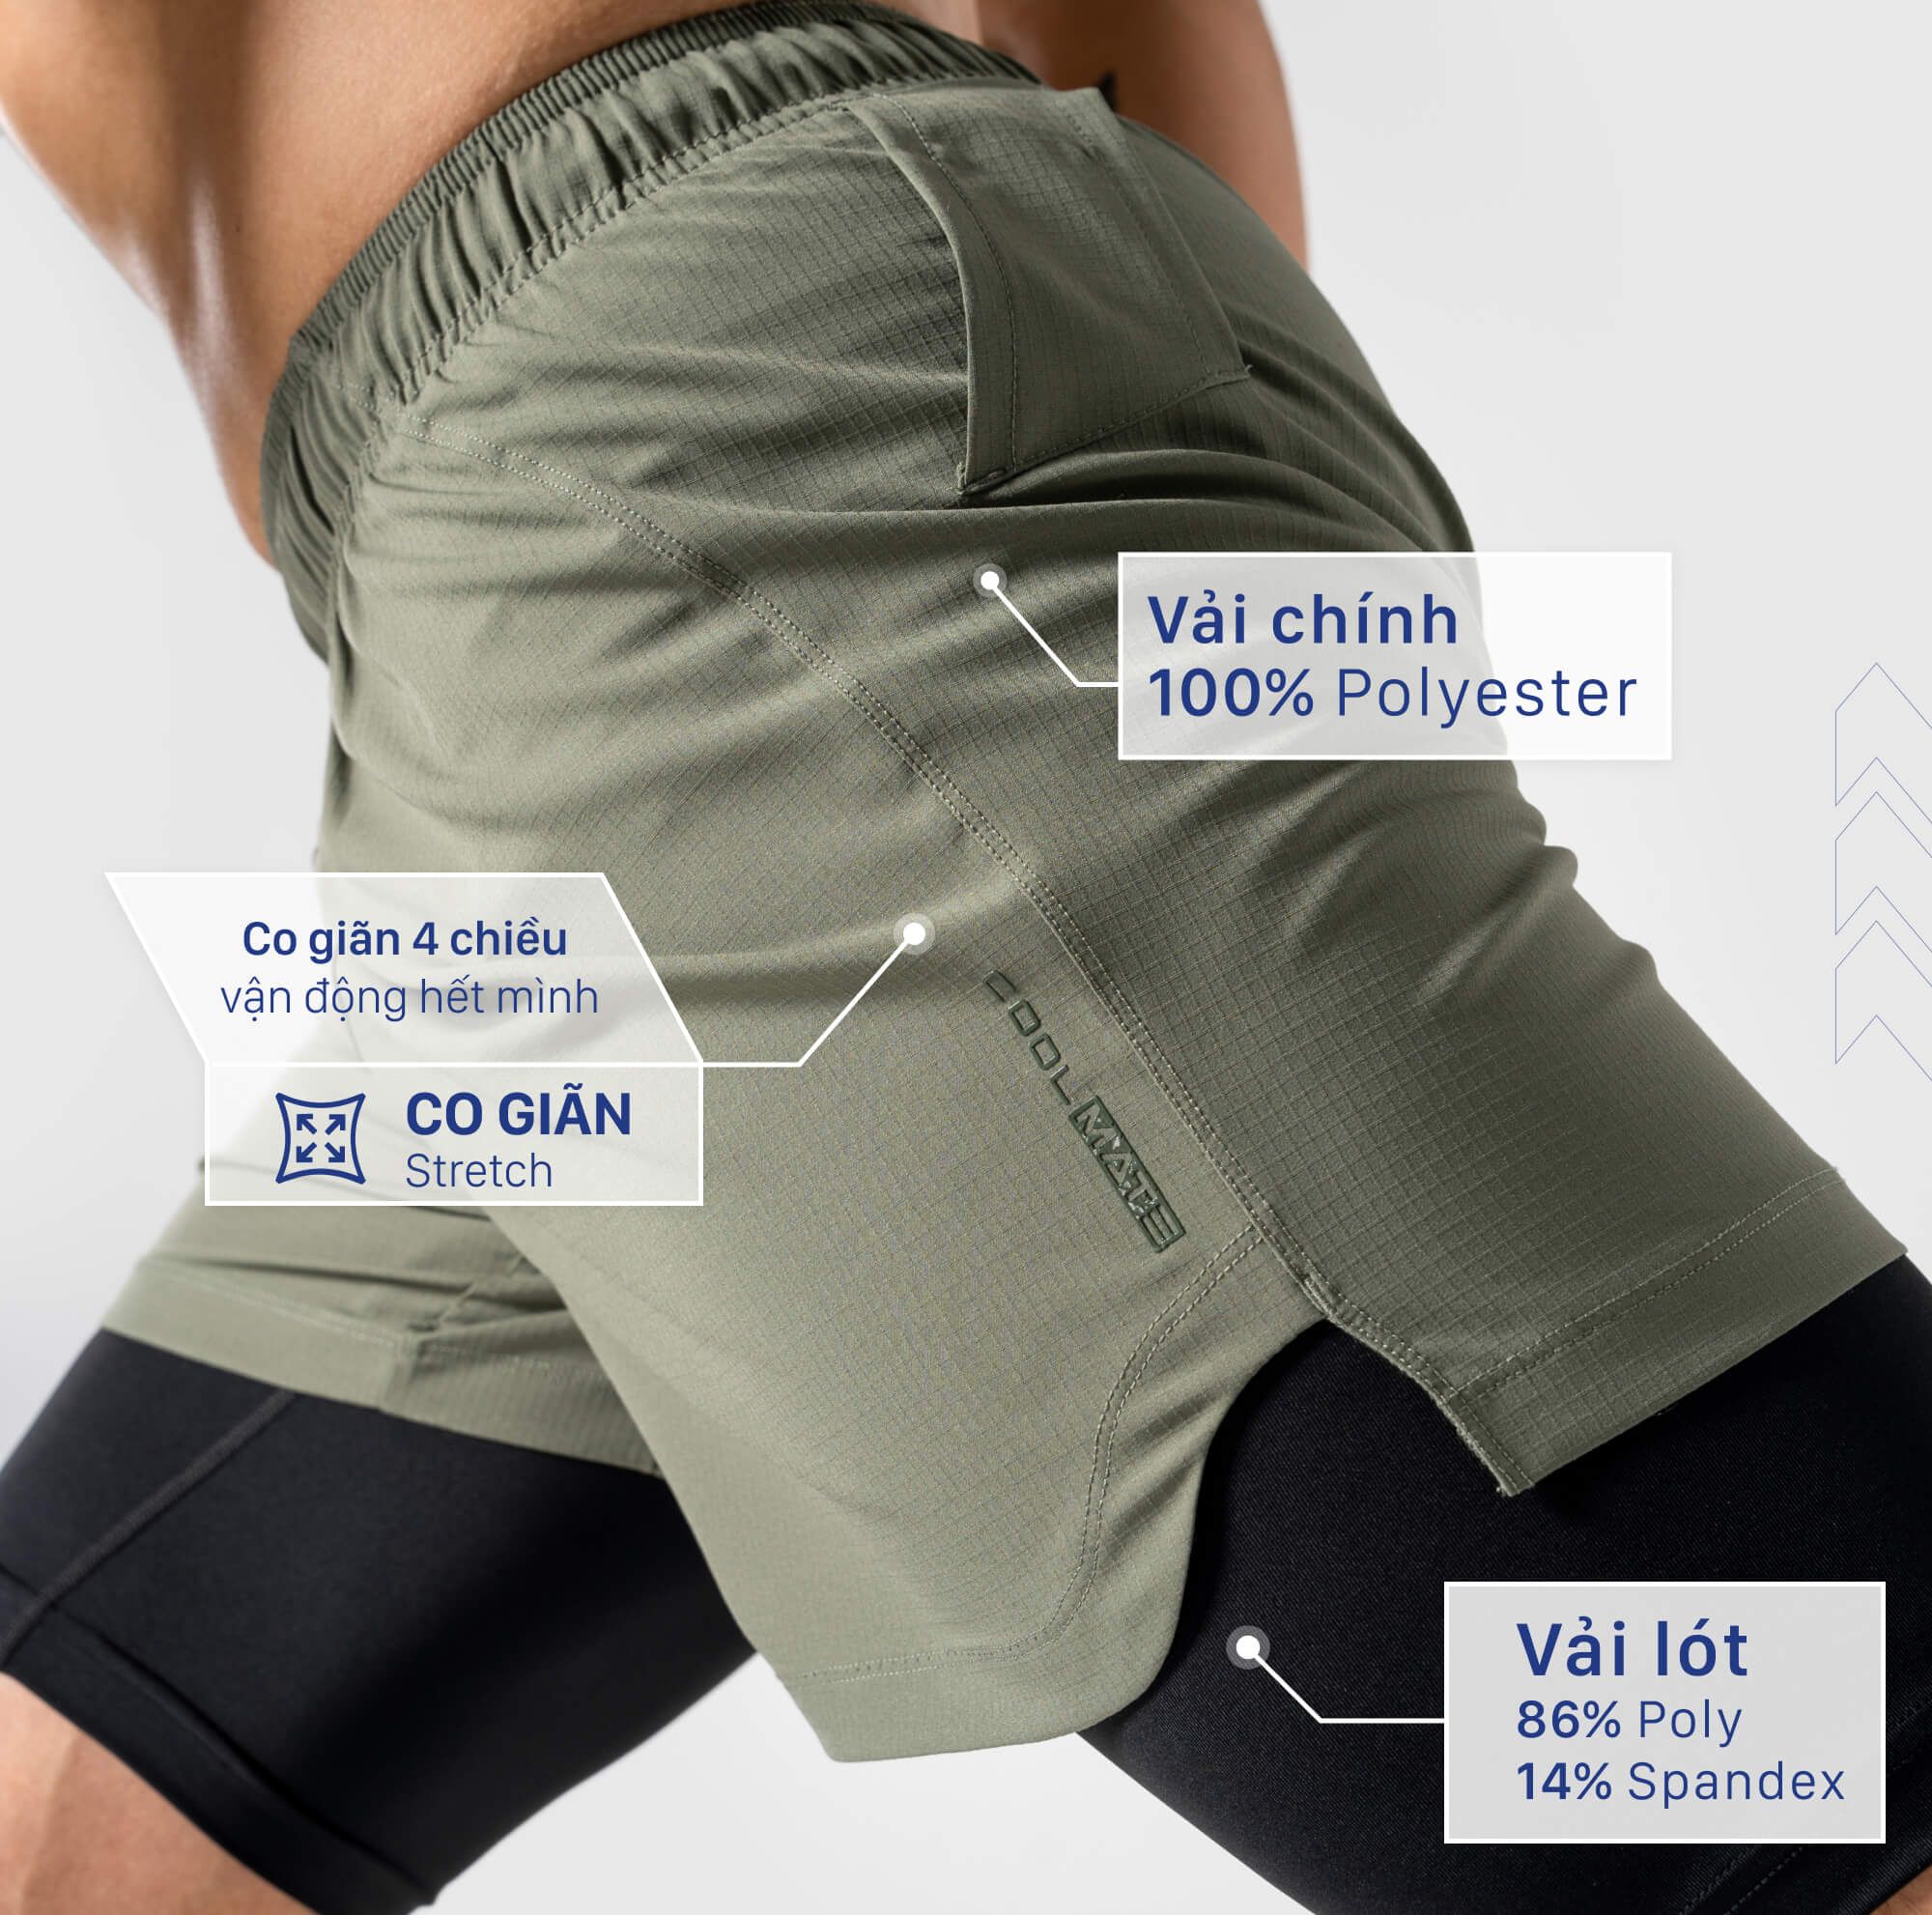 Vải chính
100% Polyester
Co giãn 4 chiều
vận động hết mình
CO GIÃN
Stretch
COOLMATE
Vải lót
86% Poly
14% Spandex